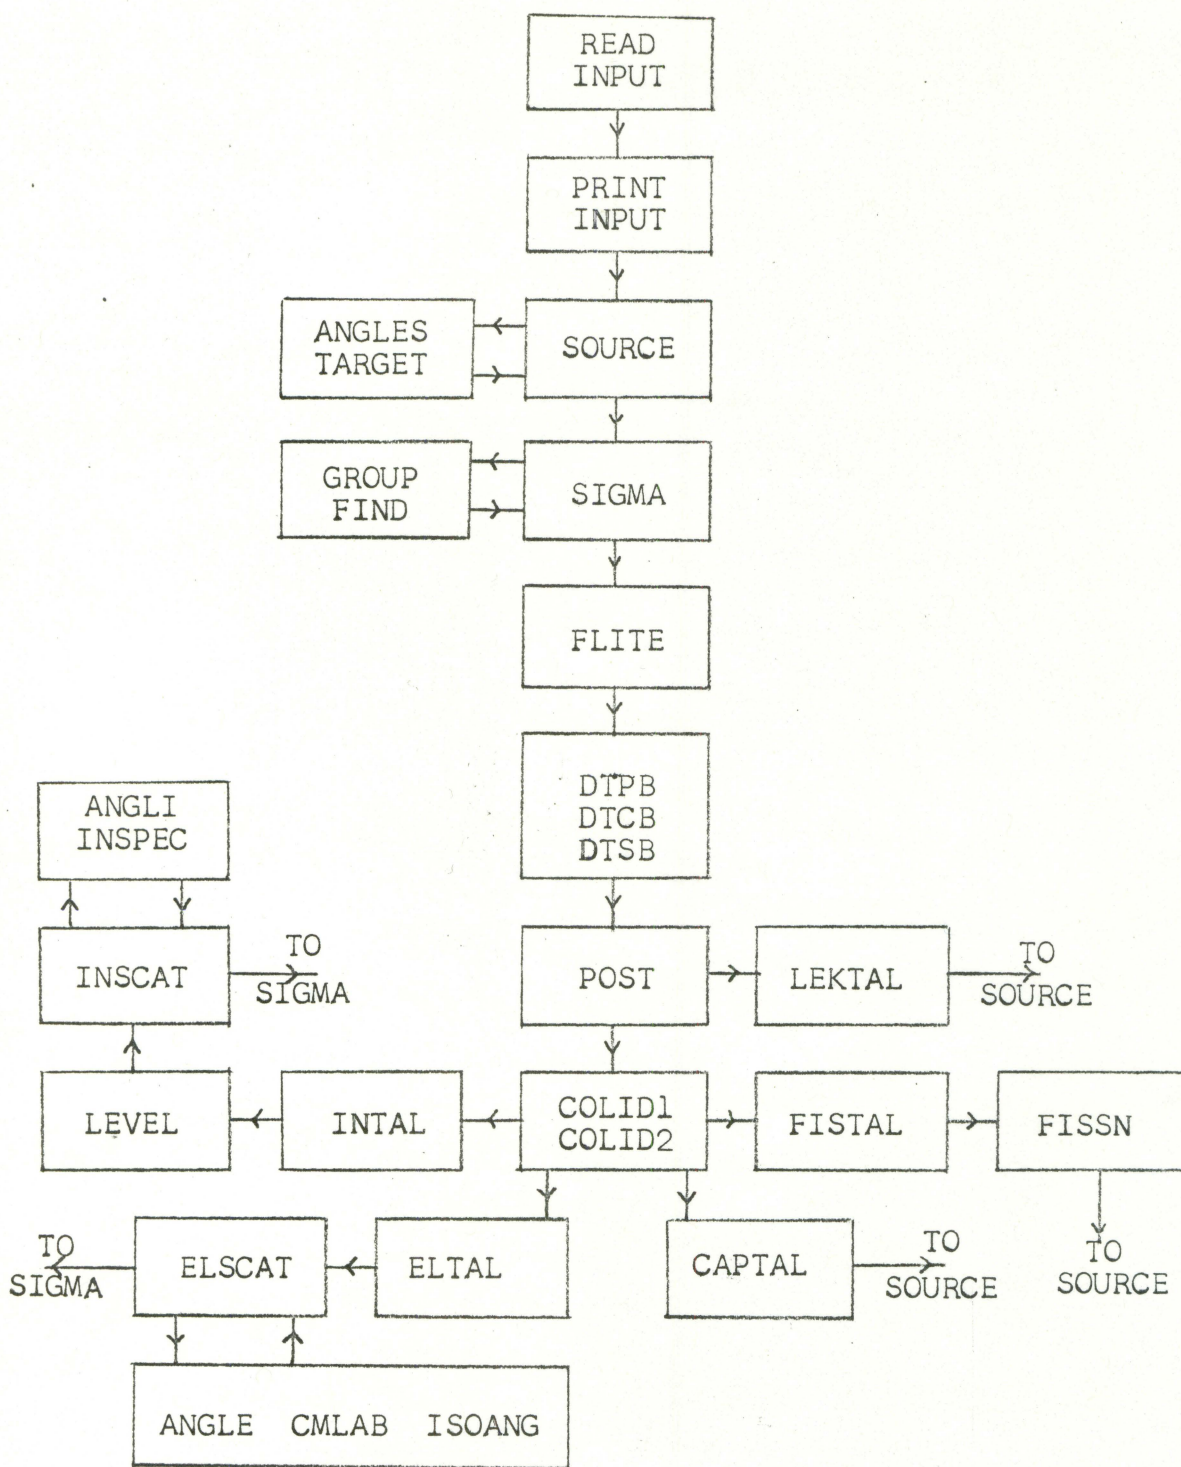 READ
INPUT
PRINT
INPUT
ANGLES
TARGET
SOURCE
GROUP
FIND
SIGMA
FLITE
DTPB
DTCB
DTSB
ANGLI
INSPEC
INSCAT
TO
SIGMA
POST
LEKTAL
TO
SOURCE
LEVEL
INTAL
COLID1
COLID2
FISTAL
FISSN
TO
SIGMA
ELSCAT
ELTAL
CAPTAL
TO
SOURCE
TO
SOURCE
ANGLE CMLAB ISOANG